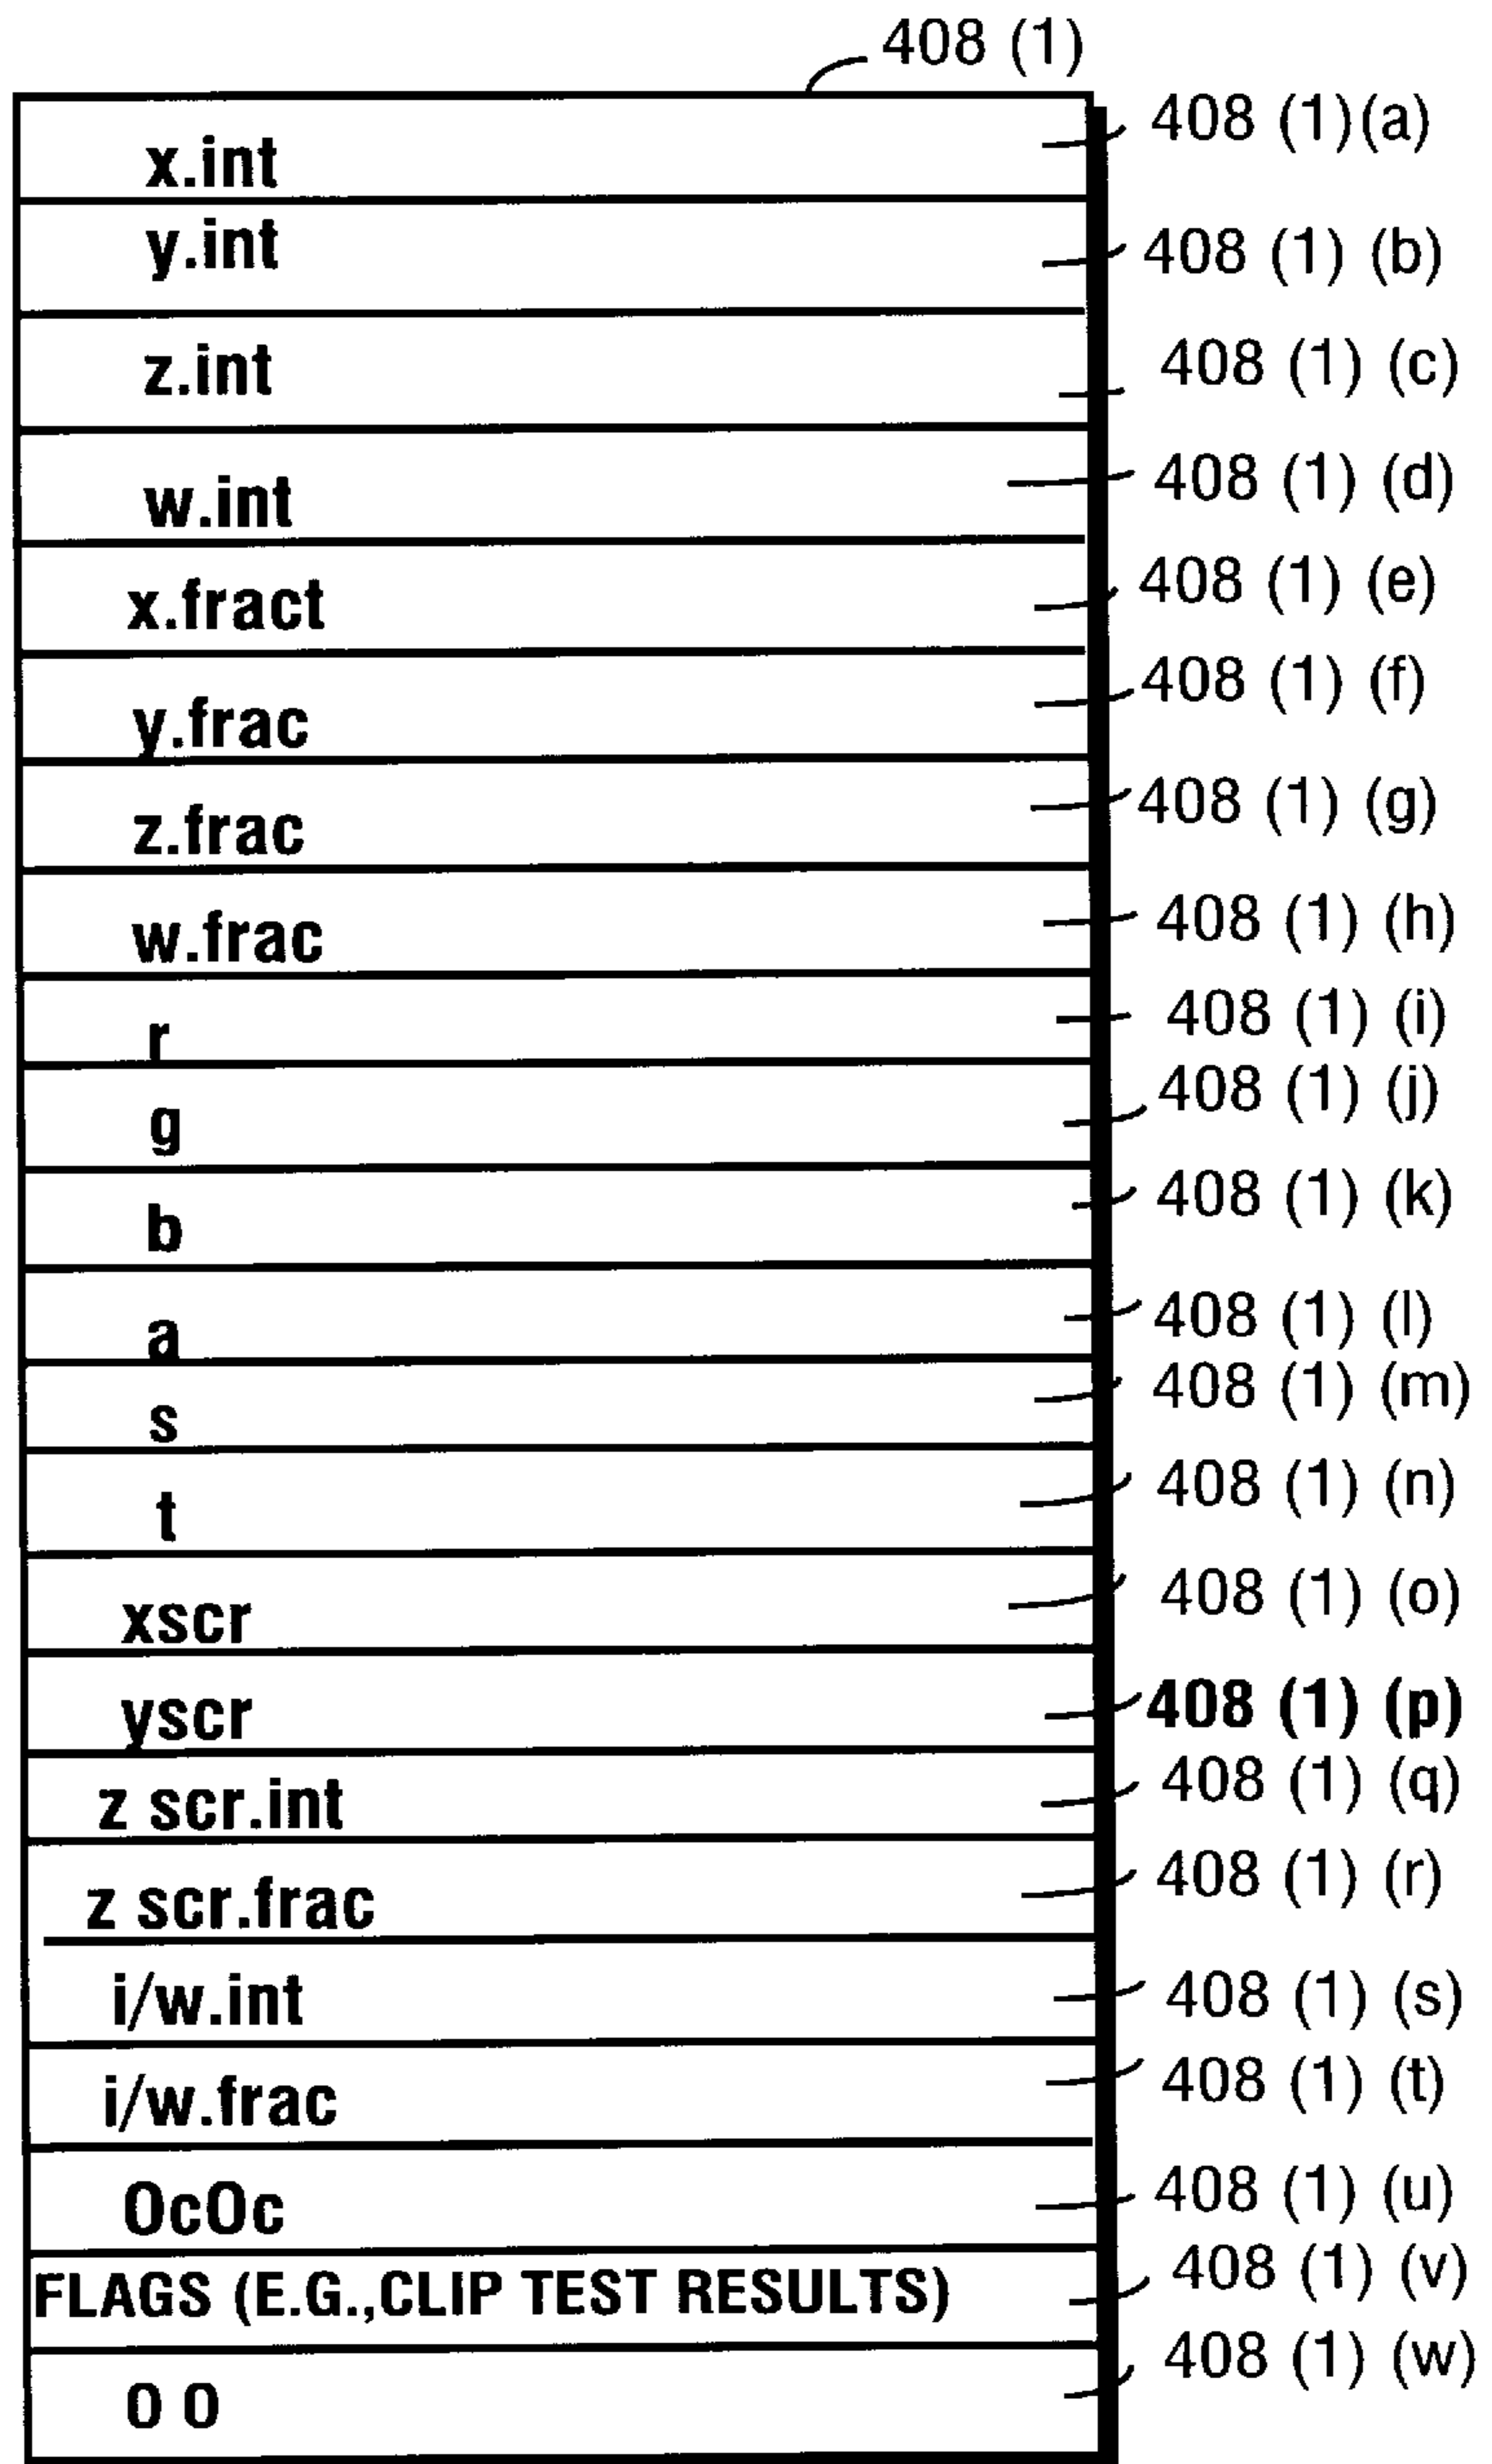 408 (1)
x.int 408 (1)(a)
y.int 408 (1) (b)
z.int 408 (1) (c)
w.int 408 (1) (d)
x.fract 408 (1) (e)
y.frac 408 (1) (f)
z.frac 408 (1) (g)
w.frac 408 (1) (h)
r 408 (1) (i)
g 408 (1) (j)
b 408 (1) (k)
a 408 (1) (l)
s 408 (1) (m)
t 408 (1) (n)
xscr 408 (1) (o)
yscr 408 (1) (p)
z scr.int 408 (1) (q)
z scr.frac 408 (1) (r)
i/w.int 408 (1) (s)
i/w.frac 408 (1) (t)
OcOc 408 (1) (u)
FLAGS (E.G.,CLIP TEST RESULTS) 408 (1) (v)
O O 408 (1) (w)